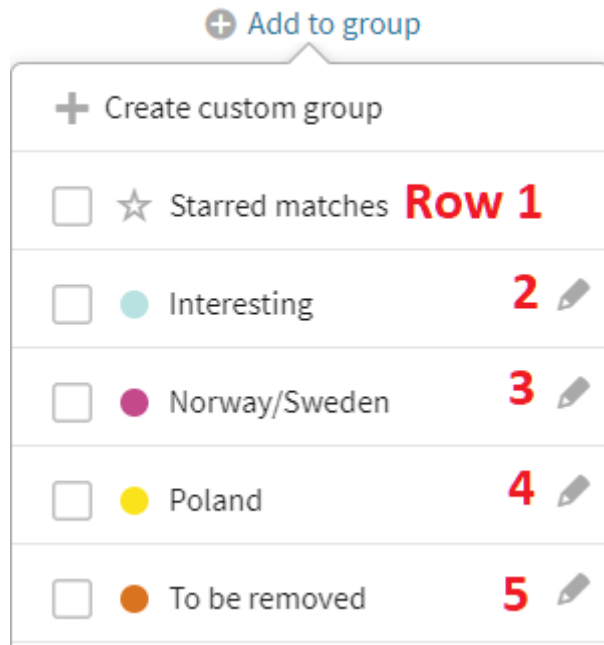 Add to group
Create custom group
Starred matches Row 1
Interesting 2
Norway/Sweden 3
Poland 4
To be removed 5